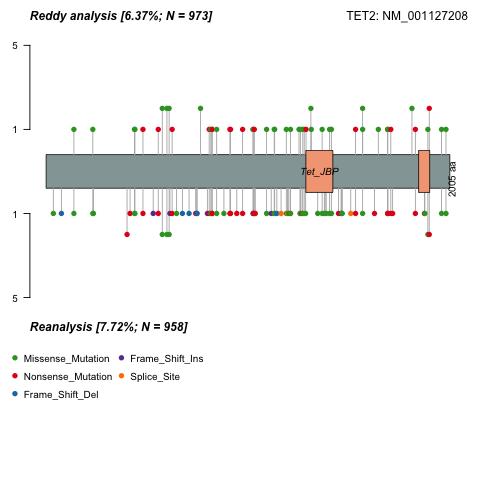 Reddy analysis [6.37%; N = 973]
TET2: NM_001127208
5
1
Tet_JBP
2005 aa
1
5
Reanalysis [7.72%; N = 958]
Missense_Mutation
Frame_Shift_Ins
Nonsense_Mutation
Splice_Site
Frame_Shift_Del